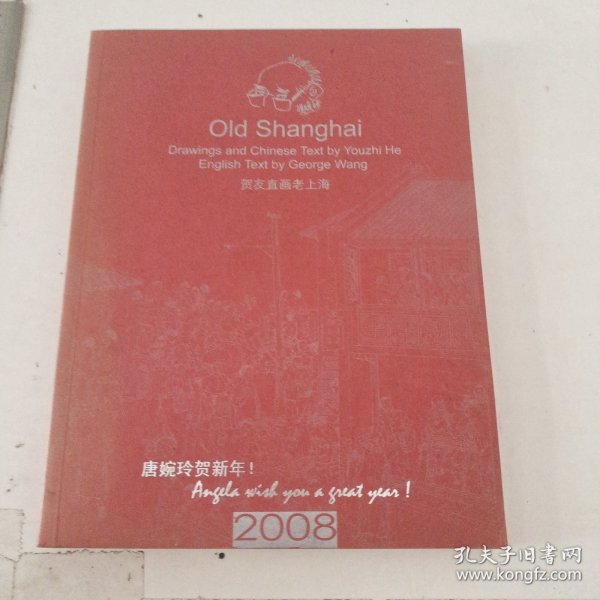 Old Shanghai
Drawings and Chinese Text by Youzhi He
English Text by George Wang
贺友直画老上海
唐婉玲贺新年！
Angela wish you a great year !
2008
孔夫子旧书网
www.kongfz.com